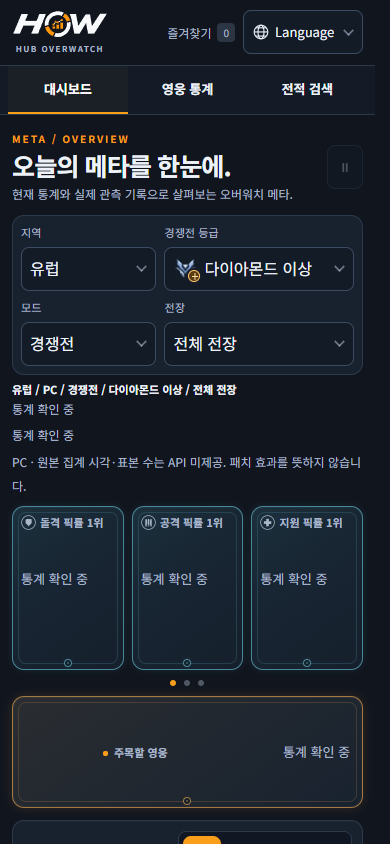 HOW
HUB OVERWATCH
즐겨찾기 0
Language
대시보드 영웅 통계 전적 검색
META / OVERVIEW
오늘의 메타를 한눈에.
현재 통계와 실제 관측 기록으로 살펴보는 오버워치 메타.
지역 경쟁전 등급
유럽 다이아몬드 이상
모드 전장
경쟁전 전체 전장
유럽 / PC / 경쟁전 / 다이아몬드 이상 / 전체 전장
통계 확인 중
통계 확인 중
PC · 원본 집계 시각·표본 수는 API 미제공. 패치 효과를 뜻하지 않습니
다.
돌격 픽률 1위 공격 픽률 1위 지원 픽률 1위
통계 확인 중 통계 확인 중 통계 확인 중
주목할 영웅 통계 확인 중